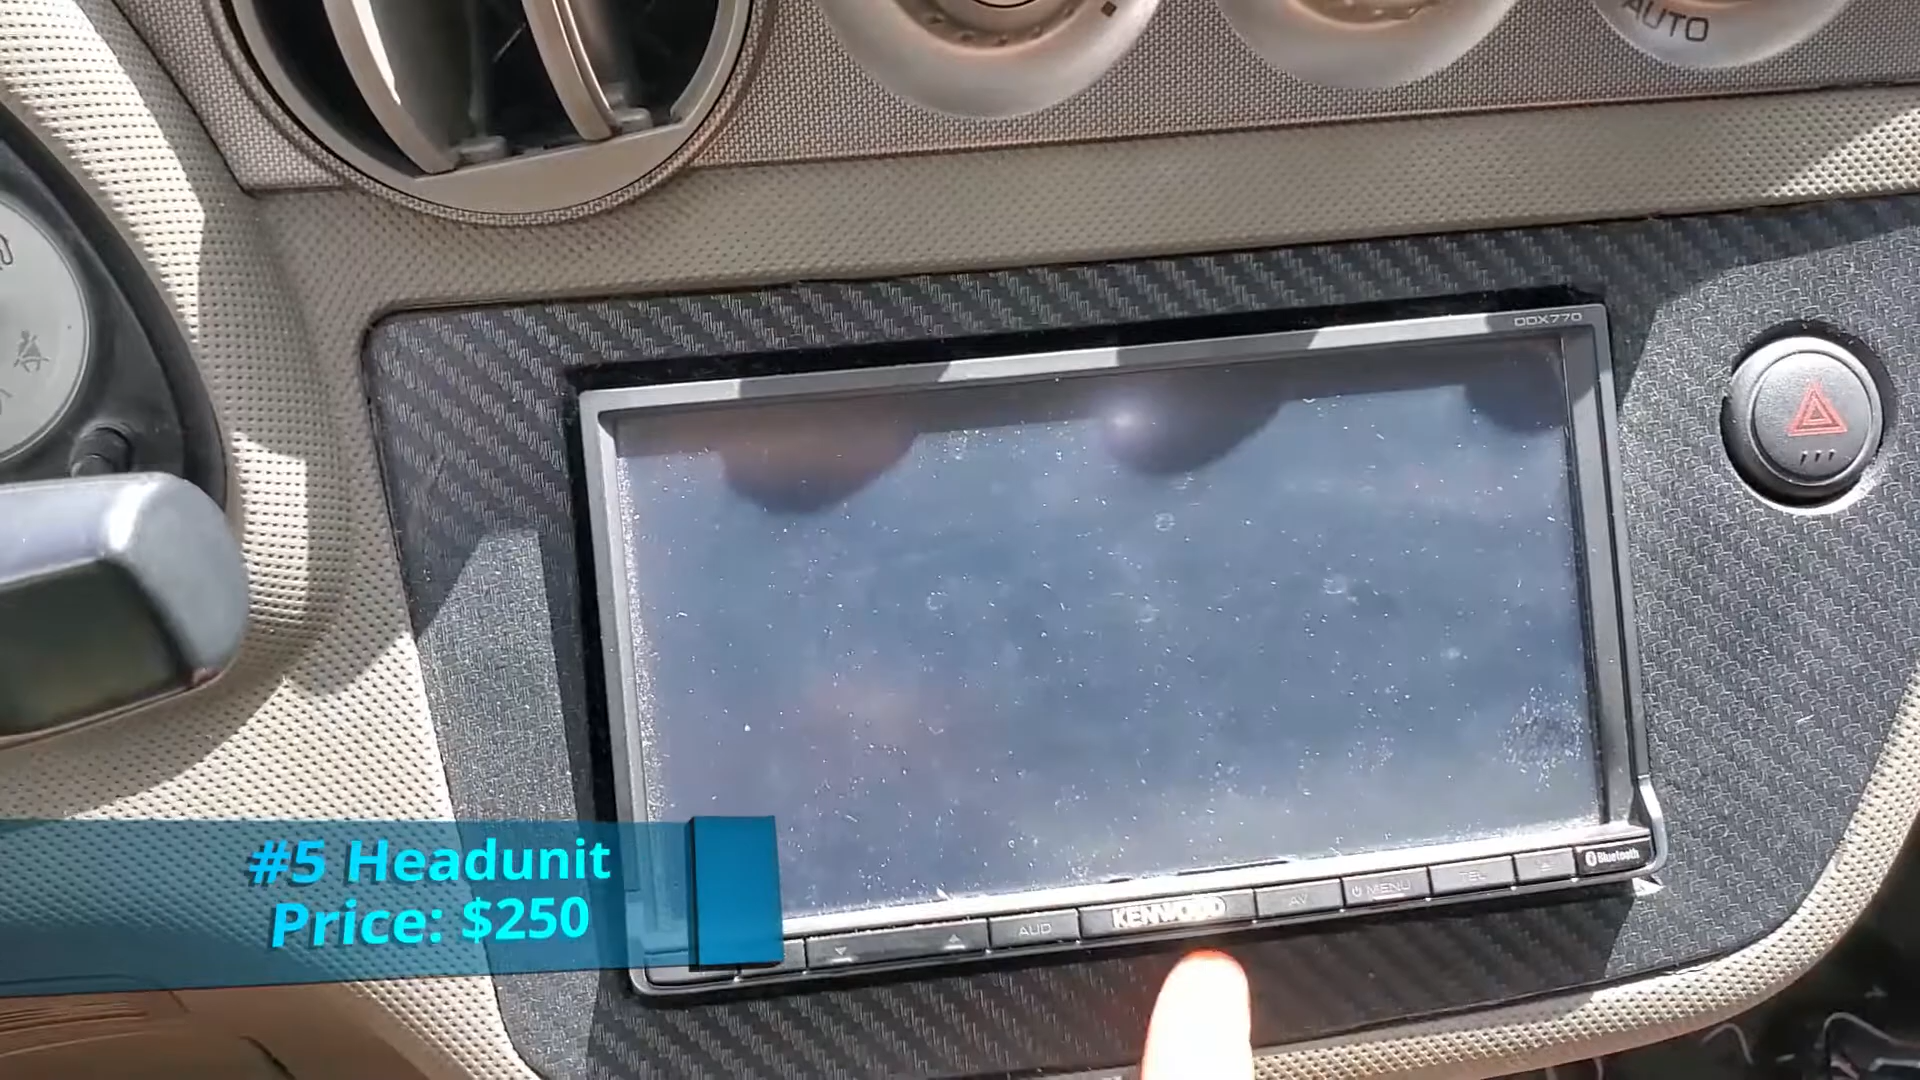 AUTO
DDX770
#5 Headunit
Price: $250
AUD
KENWOOD
AV
MENU
TEL
Bluetooth